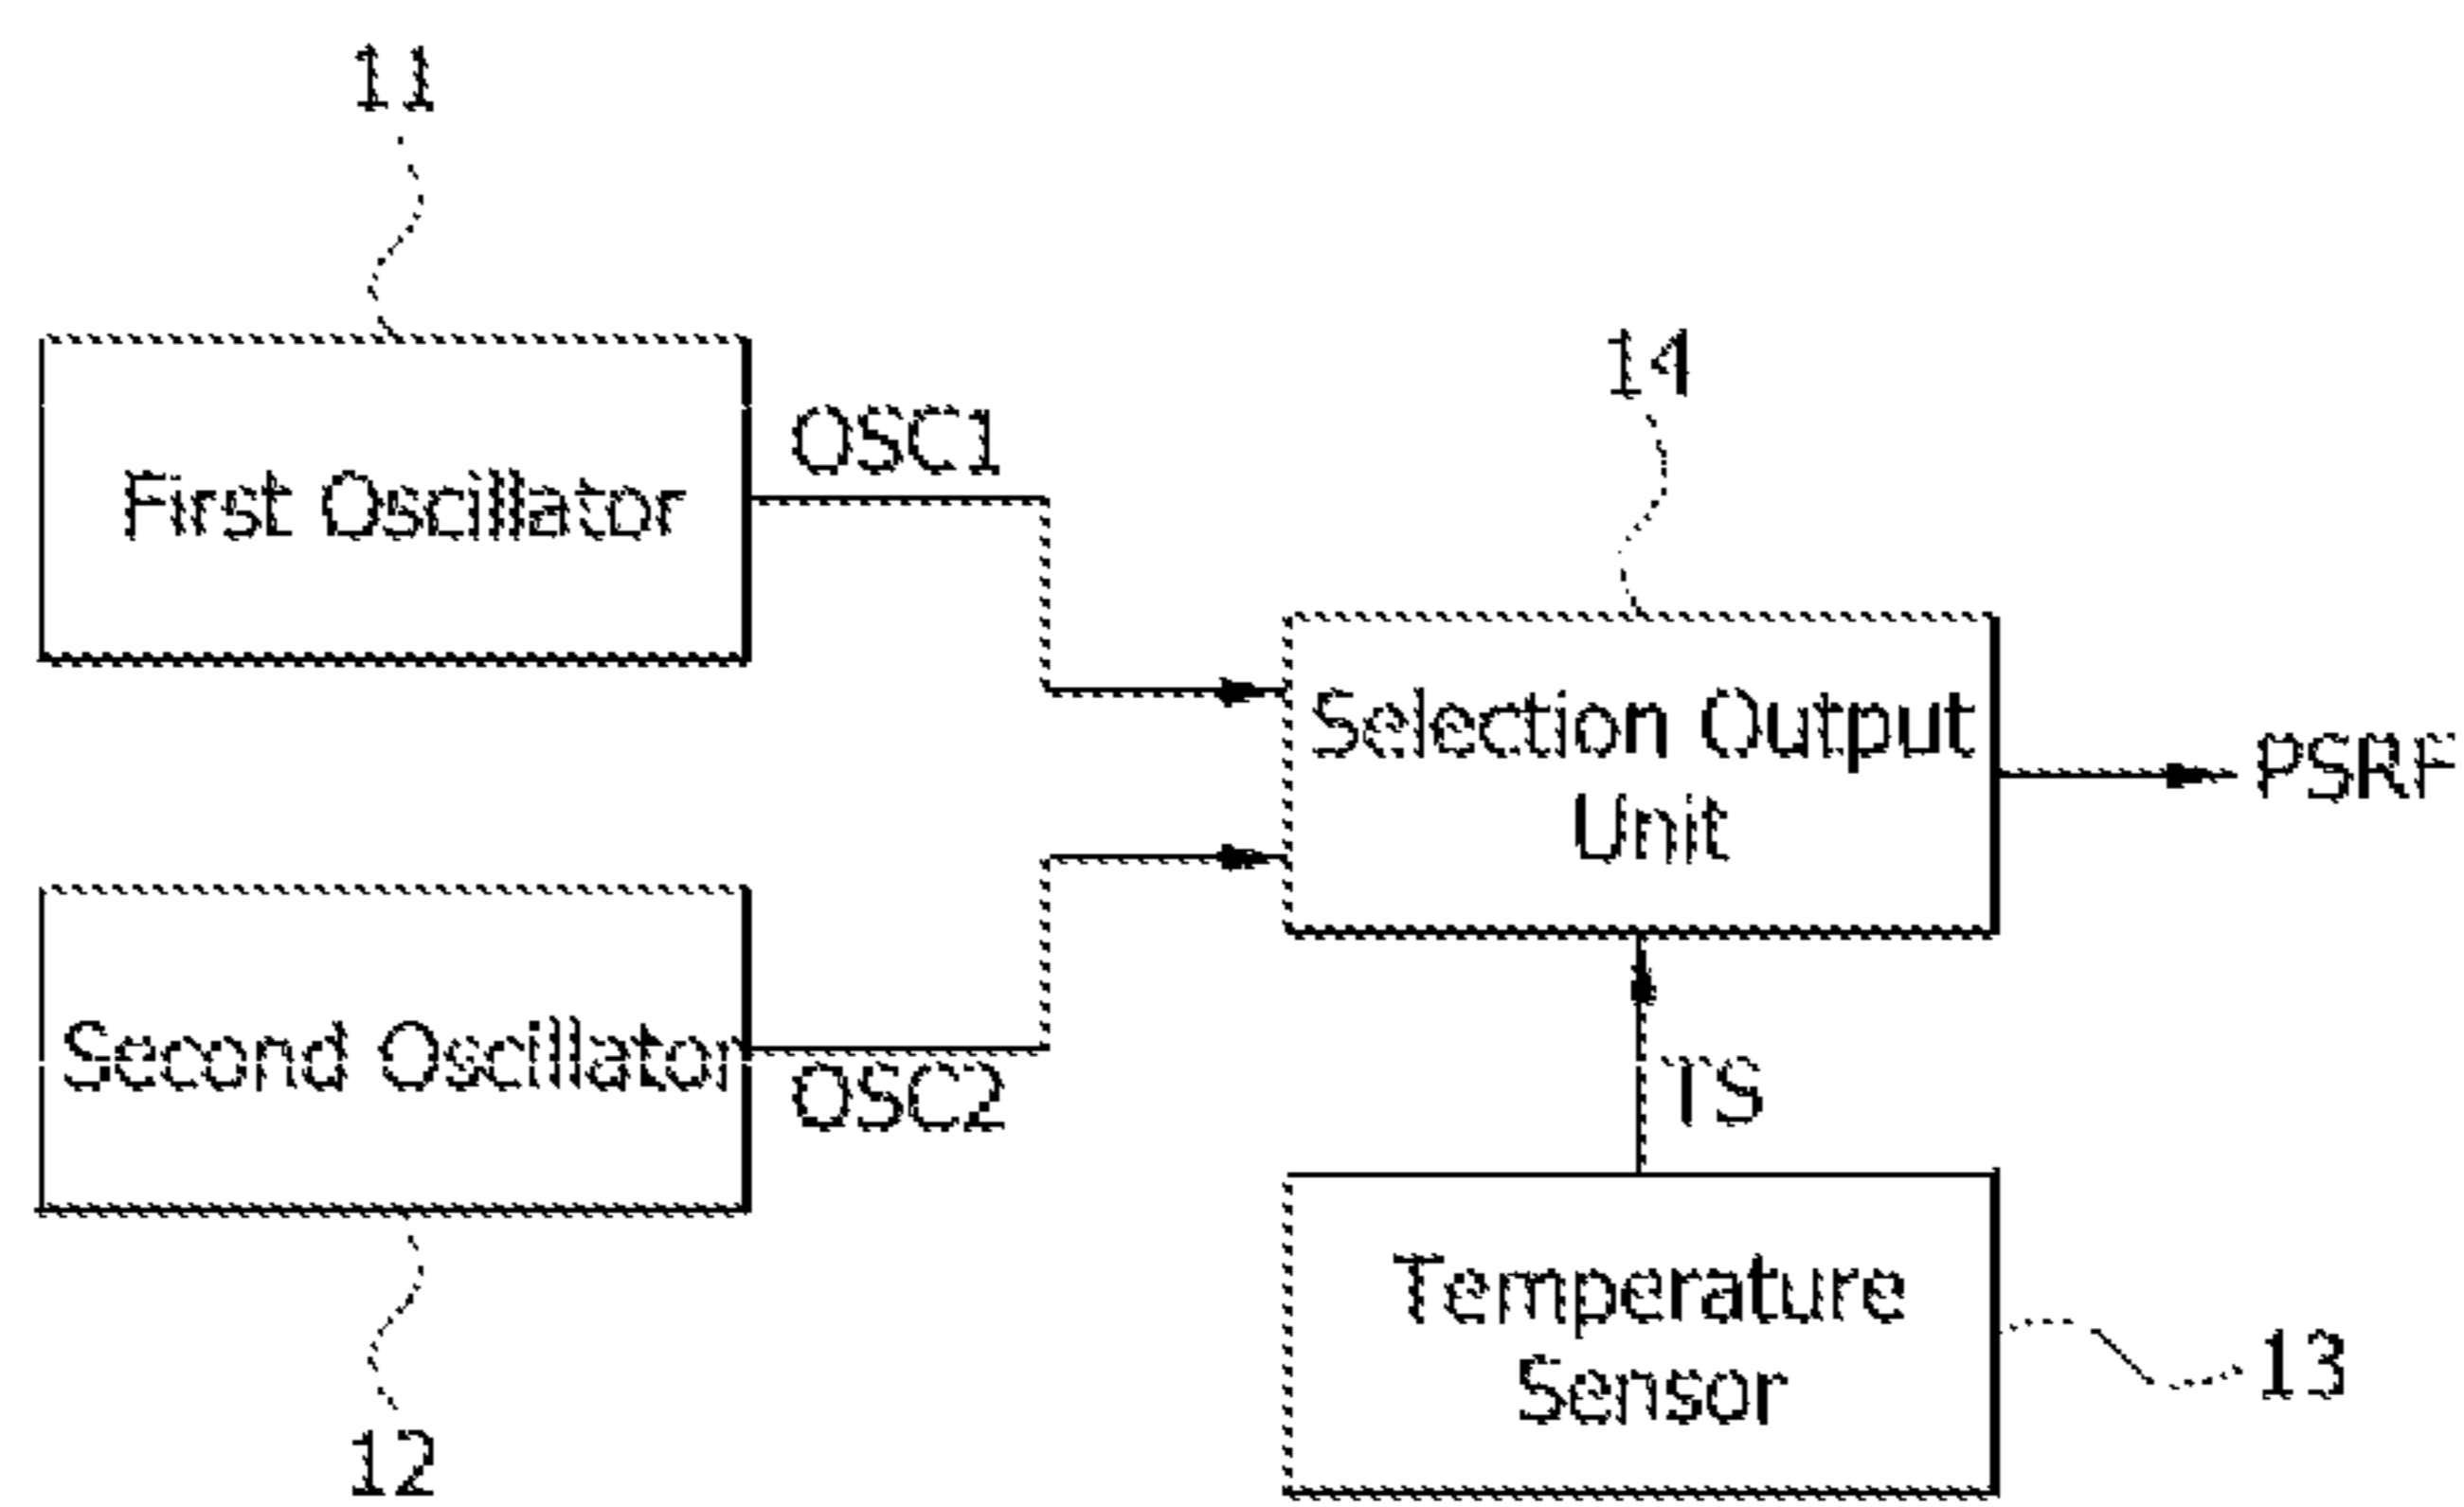 11
First Oscillator
OSC1
14
Selection Output
Unit
PSRF
Second Oscillator
OSC2
12
TS
Temperature
Sensor
13